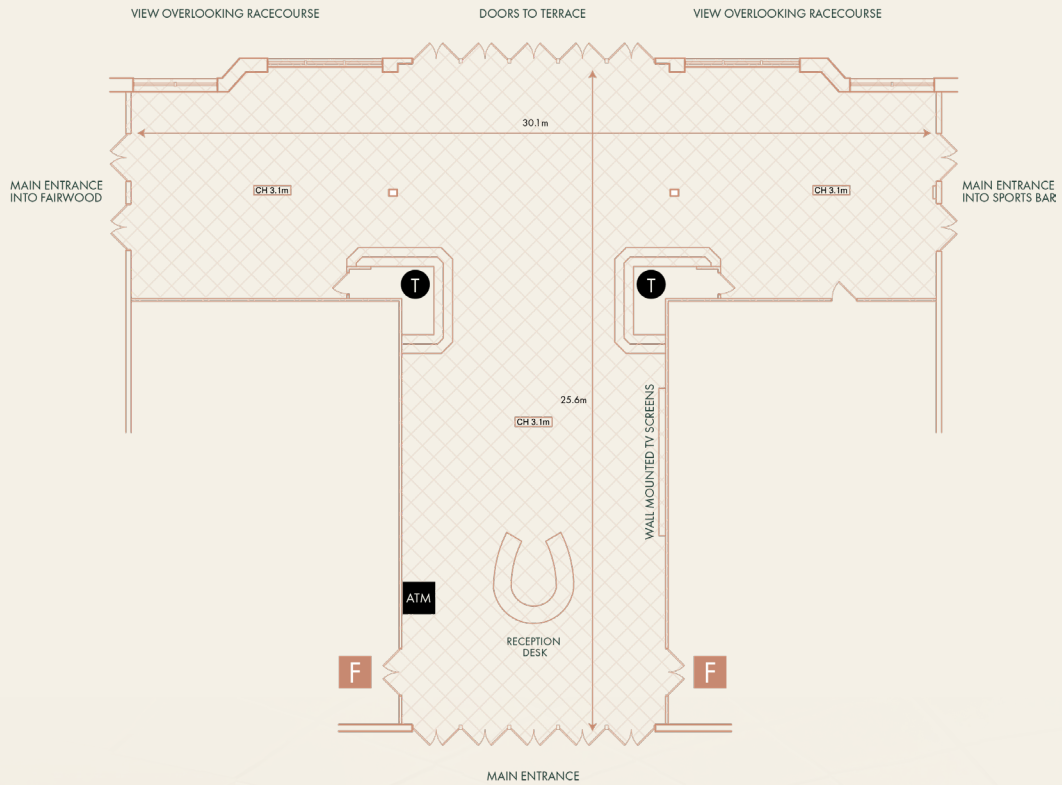 VIEW OVERLOOKING RACECOURSE
DOORS TO TERRACE
VIEW OVERLOOKING RACECOURSE
30.1m
MAIN ENTRANCE
INTO FAIRWOOD
CH 3.1m
CH 3.1m
MAIN ENTRANCE
INTO SPORTS BAR
T
T
25.6m
CH 3.1m
WALL MOUNTED TV SCREENS
ATM
RECEPTION
DESK
F
F
MAIN ENTRANCE